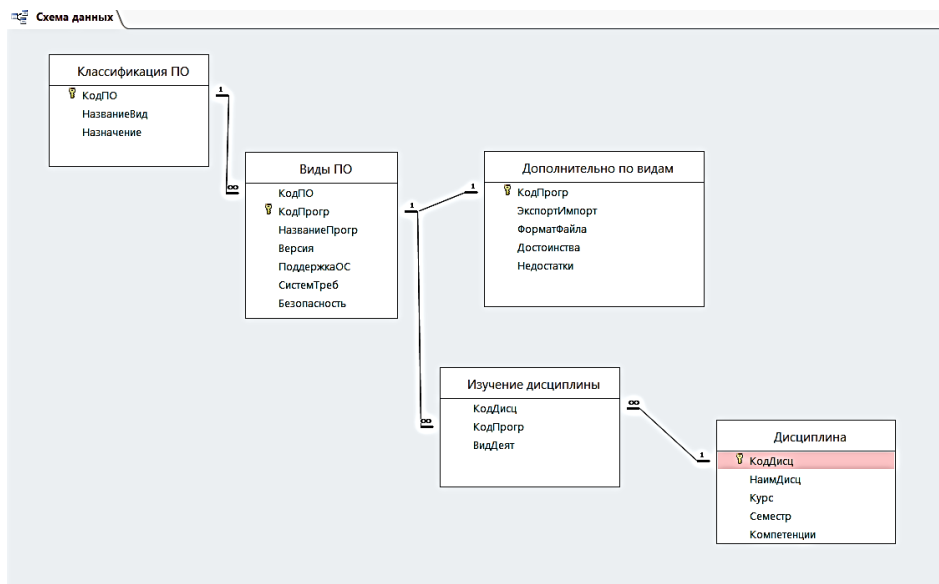 Схема данных
Классификация ПО
КодПО
НазваниеВид
Назначение
1
∞
Виды ПО
КодПО
КодПрогр
НазваниеПрогр
Версия
ПоддержкаОС
СистемТреб
Безопасность
1
1
∞
Дополнительно по видам
КодПрогр
ЭкспортИмпорт
ФорматФайла
Достоинства
Недостатки
Изучение дисциплины
КодДисц
КодПрогр
ВидДеят
∞
1
Дисциплина
КодДисц
НаимДисц
Курс
Семестр
Компетенции